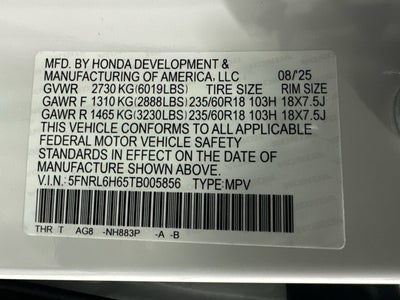 MFD. BY HONDA DEVELOPMENT &
MANUFACTURING OF AMERICA, LLC 08/'25
GVWR 2730 KG(6019LBS) TIRE SIZE RIM SIZE
GAWR F 1310 KG(2888LBS) 235/60R18 103H 18X7.5J
GAWR R 1465 KG(3230LBS) 235/60R18 103H 18X7.5J
THIS VEHICLE CONFORMS TO ALL APPLICABLE
FEDERAL MOTOR VEHICLE SAFETY
STANDARDS IN EFFECT ON THE DATE OF
MANUFACTURE SHOWN ABOVE.
V.I.N.: 5FNRL6H65TB005856 TYPE: MPV
THR T AG8 -NH883P -A -B